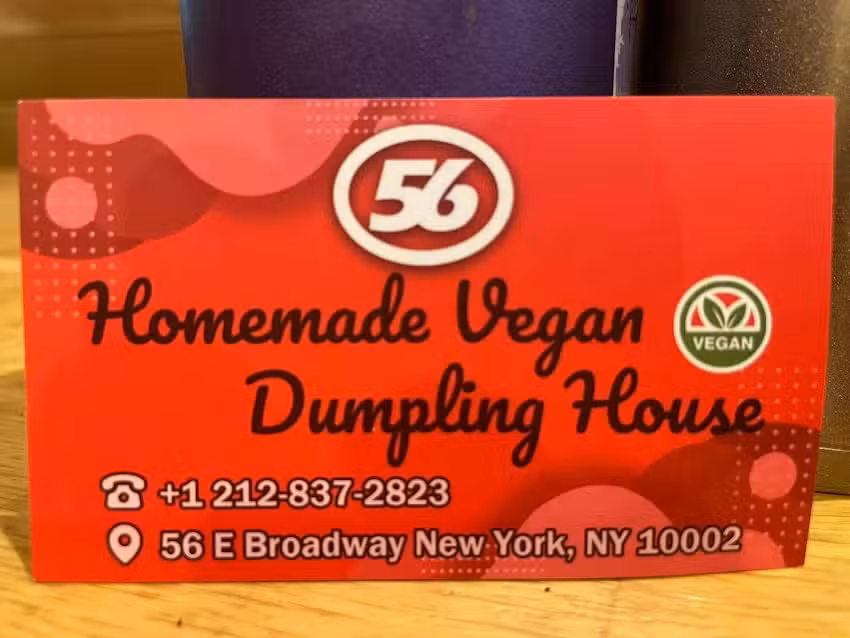 56
Homemade Vegan
VEGAN
Dumpling House
+1 212-837-2823
56 E Broadway New York, NY 10002